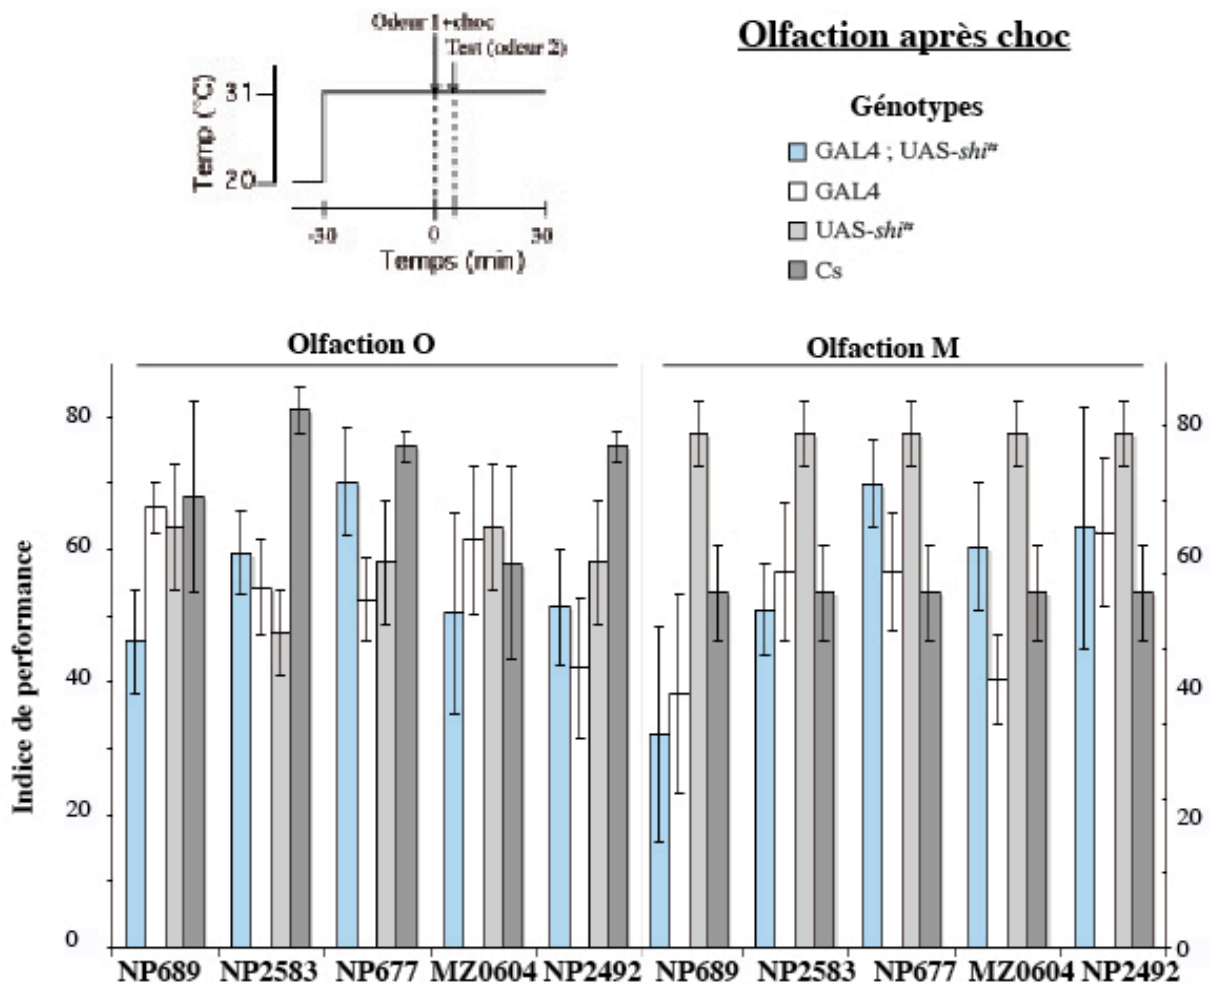 Odeur 1+choc
Test (odeur 2)
Temp (°C)
31
20
-30 0 30
Temps (min)
Olfaction après choc
Génotypes
GAL4 ; UAS-shiᵗˢ
GAL4
UAS-shiᵗˢ
Cs
Olfaction O
Olfaction M
Indice de performance
80
60
40
20
0
80
60
40
20
0
NP689 NP2583 NP677 MZ0604 NP2492 NP689 NP2583 NP677 MZ0604 NP2492